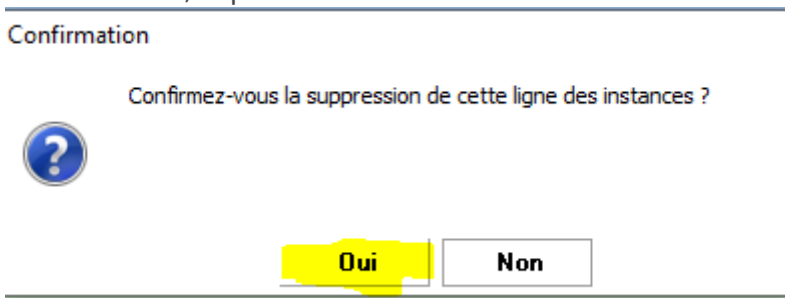 Confirmation
Confirmez-vous la suppression de cette ligne des instances ?
Oui
Non